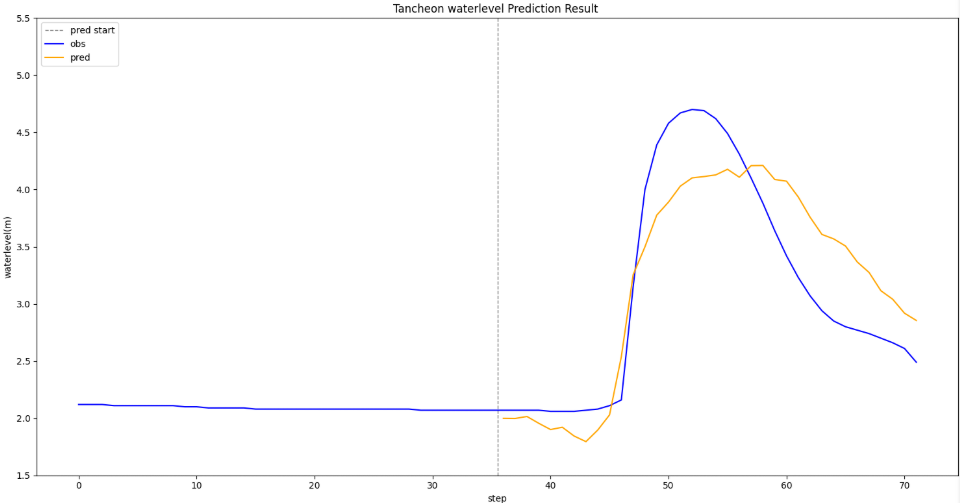 Tancheon waterlevel Prediction Result
pred start
obs
pred
waterlevel(m)
5.5
5.0
4.5
4.0
3.5
3.0
2.5
2.0
1.5
0 10 20 30 40 50 60 70
step